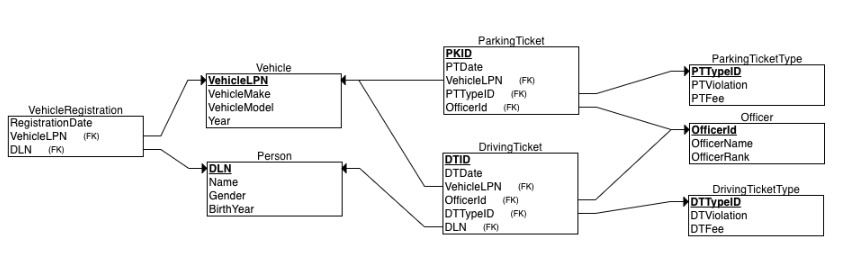 VehicleRegistration
RegistrationDate
VehicleLPN (FK)
DLN (FK)
Vehicle
VehicleLPN
VehicleMake
VehicleModel
Year
Person
DLN
Name
Gender
BirthYear
ParkingTicket
PKID
PTDate
VehicleLPN (FK)
PTTypeID (FK)
OfficerId (FK)
DrivingTicket
DTID
DTDate
VehicleLPN (FK)
OfficerId (FK)
DTTypeID (FK)
DLN (FK)
ParkingTicketType
PTTypeID
PTViolation
PTFee
Officer
OfficerId
OfficerName
OfficerRank
DrivingTicketType
DTTypeID
DTViolation
DTFee